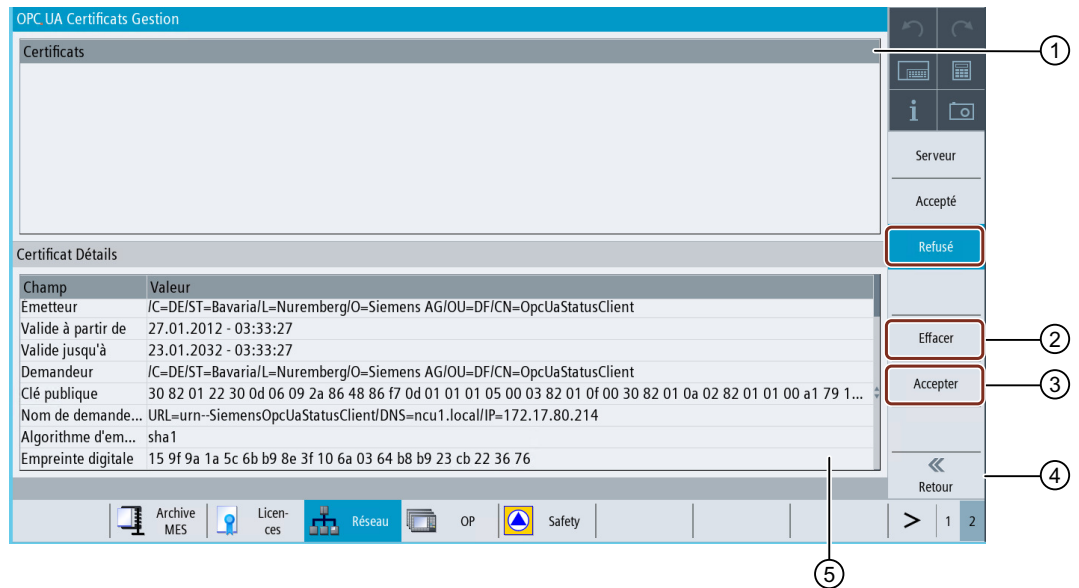 OPC UA Certificats Gestion
Certificats
1
i
Serveur
Accepté
Refusé
Certificat Détails
Champ Valeur
Emetteur /C=DE/ST=Bavaria/L=Nuremberg/O=Siemens AG/OU=DF/CN=OpcUaStatusClient
Valide à partir de 27.01.2012 - 03:33:27
Valide jusqu'à 23.01.2032 - 03:33:27
Demandeur /C=DE/ST=Bavaria/L=Nuremberg/O=Siemens AG/OU=DF/CN=OpcUaStatusClient
Clé publique 30 82 01 22 30 0d 06 09 2a 86 48 86 f7 0d 01 01 01 05 00 03 82 01 0f 00 30 82 01 0a 02 82 01 01 00 a1 79 1...
Nom de demande... URL=urn--SiemensOpcUaStatusClient/DNS=ncu1.local/IP=172.17.80.214
Algorithme d'em... sha1
Empreinte digitale 15 9f 9a 1a 5c 6b b9 8e 3f 10 6a 03 64 b8 b9 23 cb 22 36 76
Effacer
2
Accepter
3
Retour
4
Archive
MES
Licen-
ces
Réseau
OP
Safety
> 1 2
5